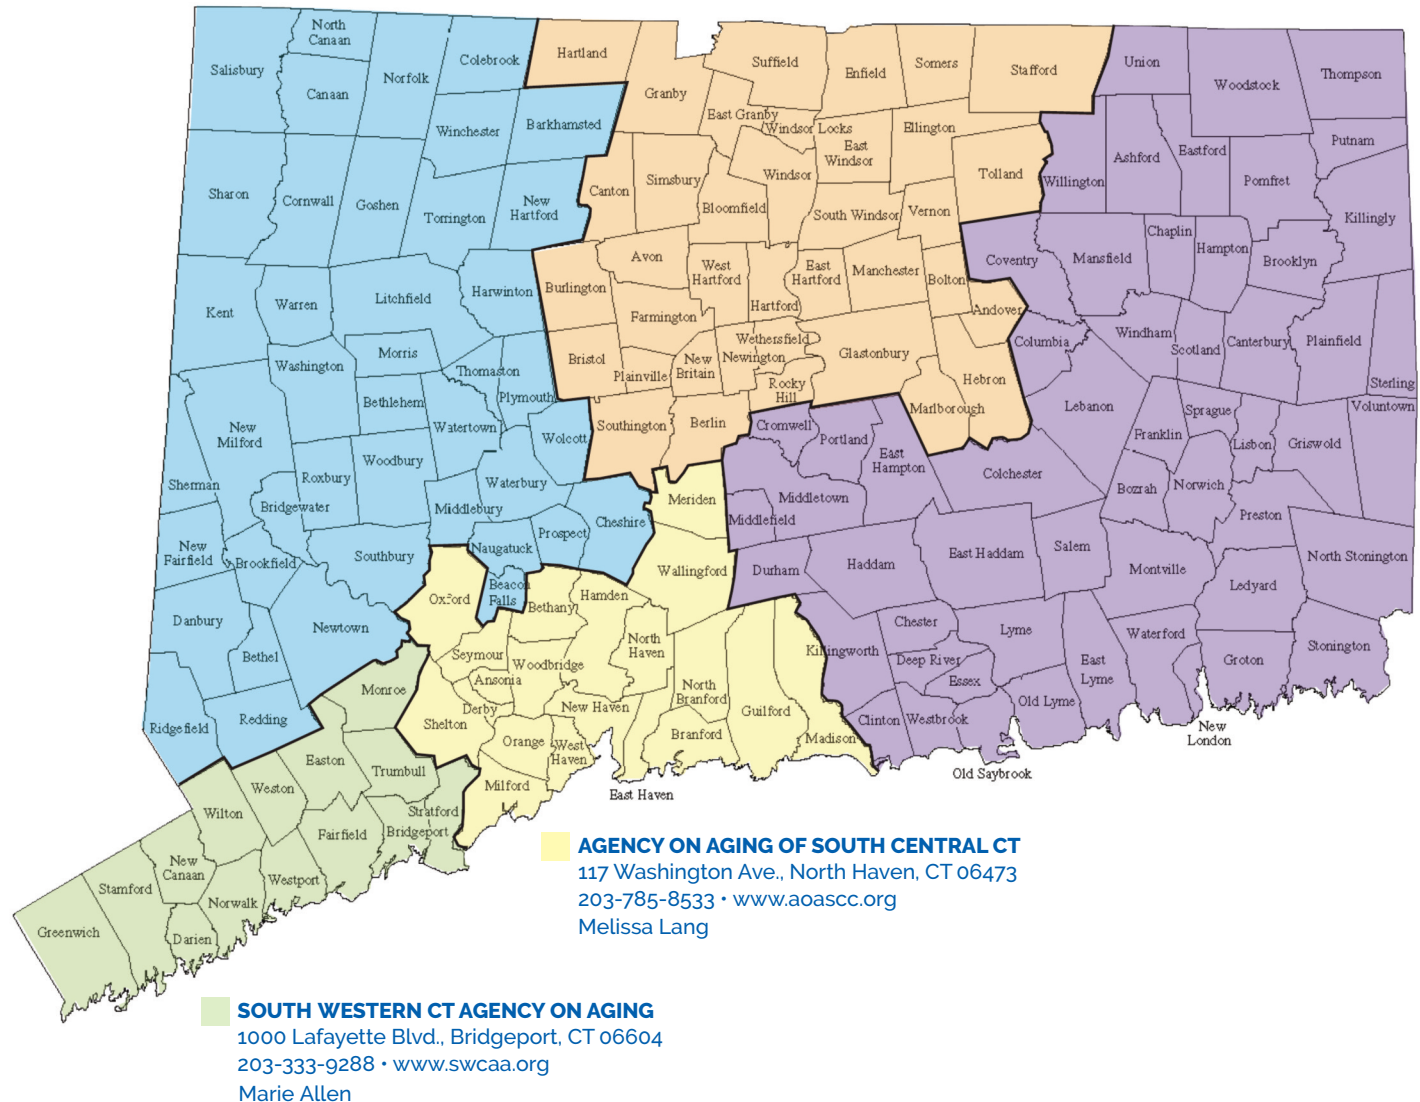 North
Canaan
Salisbury
Canaan
Norfolk
Colebrook
Hartland
Granby
Suffield
Enfield
Somers
Stafford
Union
Woodstock
Thompson
Winchester
Barkhamsted
East Granby
Windsor Locks
East
Windsor
Ellington
Tolland
Willington
Ashford
Eastford
Pomfret
Putnam
Killingly
Sharon
Cornwall
Goshen
Torrington
New
Hartford
Canton
Simsbury
Bloomfield
Windsor
South Windsor
Vernon
Coventry
Mansfield
Chaplin
Hampton
Brooklyn
Kent
Warren
Litchfield
Harwinton
Burlington
Avon
West
Hartford
Hartford
East
Hartford
Manchester
Bolton
Andover
Farmington
Wethersfield
Newington
Glastonbury
Columbia
Windham
Scotland
Canterbury
Plainfield
Sterling
Washington
Morris
Thomaston
Bristol
Plainville
New
Britain
Rocky
Hill
Hebron
Marlborough
Lebanon
Sprague
Franklin
Lisbon
Griswold
Voluntown
New
Milford
Bethlehem
Watertown
Plymouth
Wolcott
Southington
Berlin
Cromwell
Portland
East
Hampton
Colchester
Bozrah
Norwich
Preston
North Stonington
Sherman
Bridgewater
Roxbury
Woodbury
Middlebury
Waterbury
Cheshire
Prospect
Naugatuck
Meriden
Middletown
Middlefield
New
Fairfield
Brookfield
Southbury
Oxford
Beacon
Falls
Bethany
Hamden
Wallingford
Durham
Haddam
East Haddam
Salem
Montville
Ledyard
Danbury
Bethel
Newtown
Seymour
Woodbridge
North
Haven
Killingworth
Chester
Deep River
Essex
Lyme
East
Lyme
Waterford
Groton
Stonington
Ridgefield
Redding
Monroe
Ansonia
Derby
Shelton
New Haven
North
Branford
Guilford
Madison
Clinton
Westbrook
Old Lyme
New
London
Old Saybrook
Easton
Trumbull
Orange
West
Haven
Branford
East Haven
Milford
Weston
Wilton
Fairfield
Stratford
Bridgeport
New
Canaan
Westport
Norwalk
Stamford
Darien
Greenwich
AGENCY ON AGING OF SOUTH CENTRAL CT
117 Washington Ave., North Haven, CT 06473
203-785-8533 • www.aoascc.org
Melissa Lang
SOUTH WESTERN CT AGENCY ON AGING
1000 Lafayette Blvd., Bridgeport, CT 06604
203-333-9288 • www.swcaa.org
Marie Allen